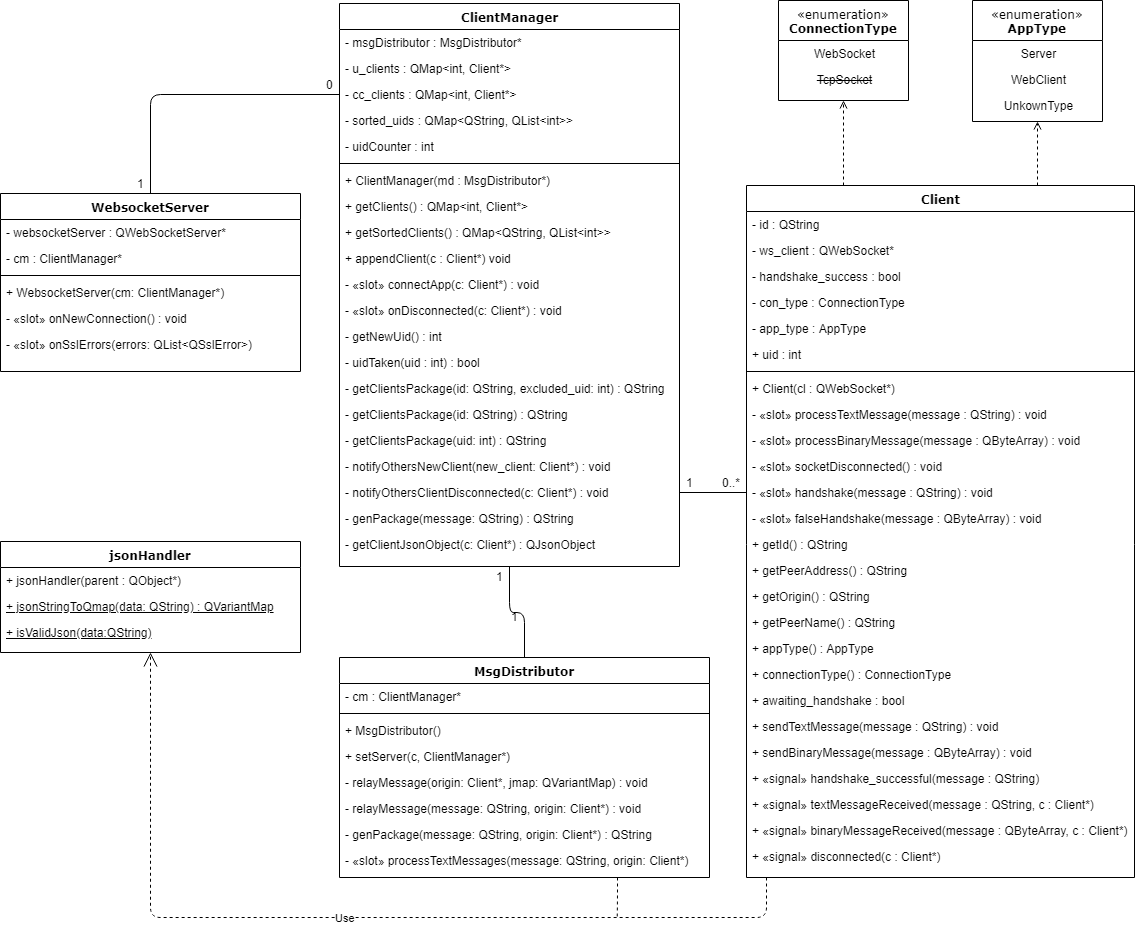 ClientManager
- msgDistributor : MsgDistributor*
- u_clients : QMap<int, Client*>
- cc_clients : QMap<int, Client*>
- sorted_uids : QMap<QString, QList<int>>
- uidCounter : int
+ ClientManager(md : MsgDistributor*)
+ getClients() : QMap<int, Client*>
+ getSortedClients() : QMap<QString, QList<int>>
+ appendClient(c : Client*) void
- «slot» connectApp(c: Client*) : void
- «slot» onDisconnected(c: Client*) : void
- getNewUid() : int
- uidTaken(uid : int) : bool
- getClientsPackage(id: QString, excluded_uid: int) : QString
- getClientsPackage(id: QString) : QString
- getClientsPackage(uid: int) : QString
- notifyOthersNewClient(new_client: Client*) : void
- notifyOthersClientDisconnected(c: Client*) : void
- genPackage(message: QString) : QString
- getClientJsonObject(c: Client*) : QJsonObject
«enumeration»
ConnectionType
WebSocket
TcpSocket
«enumeration»
AppType
Server
WebClient
UnkownType
0
1
WebsocketServer
- websocketServer : QWebSocketServer*
- cm : ClientManager*
+ WebsocketServer(cm: ClientManager*)
- «slot» onNewConnection() : void
- «slot» onSslErrors(errors: QList<QSslError>)
Client
- id : QString
- ws_client : QWebSocket*
- handshake_success : bool
- con_type : ConnectionType
- app_type : AppType
+ uid : int
+ Client(cl : QWebSocket*)
- «slot» processTextMessage(message : QString) : void
- «slot» processBinaryMessage(message : QByteArray) : void
- «slot» socketDisconnected() : void
- «slot» handshake(message : QString) : void
- «slot» falseHandshake(message : QByteArray) : void
+ getId() : QString
+ getPeerAddress() : QString
+ getOrigin() : QString
+ getPeerName() : QString
+ appType() : AppType
+ connectionType() : ConnectionType
+ awaiting_handshake : bool
+ sendTextMessage(message : QString) : void
+ sendBinaryMessage(message : QByteArray) : void
+ «signal» handshake_successful(message : QString)
+ «signal» textMessageReceived(message : QString, c : Client*)
+ «signal» binaryMessageReceived(message : QByteArray, c : Client*)
+ «signal» disconnected(c : Client*)
1 0..*
jsonHandler
+ jsonHandler(parent : QObject*)
+ jsonStringToQmap(data: QString) : QVariantMap
+ isValidJson(data:QString)
1
1
MsgDistributor
- cm : ClientManager*
+ MsgDistributor()
+ setServer(c, ClientManager*)
- relayMessage(origin: Client*, jmap: QVariantMap) : void
- relayMessage(message: QString, origin: Client*) : void
- genPackage(message: QString, origin: Client*) : QString
- «slot» processTextMessages(message: QString, origin: Client*)
Use